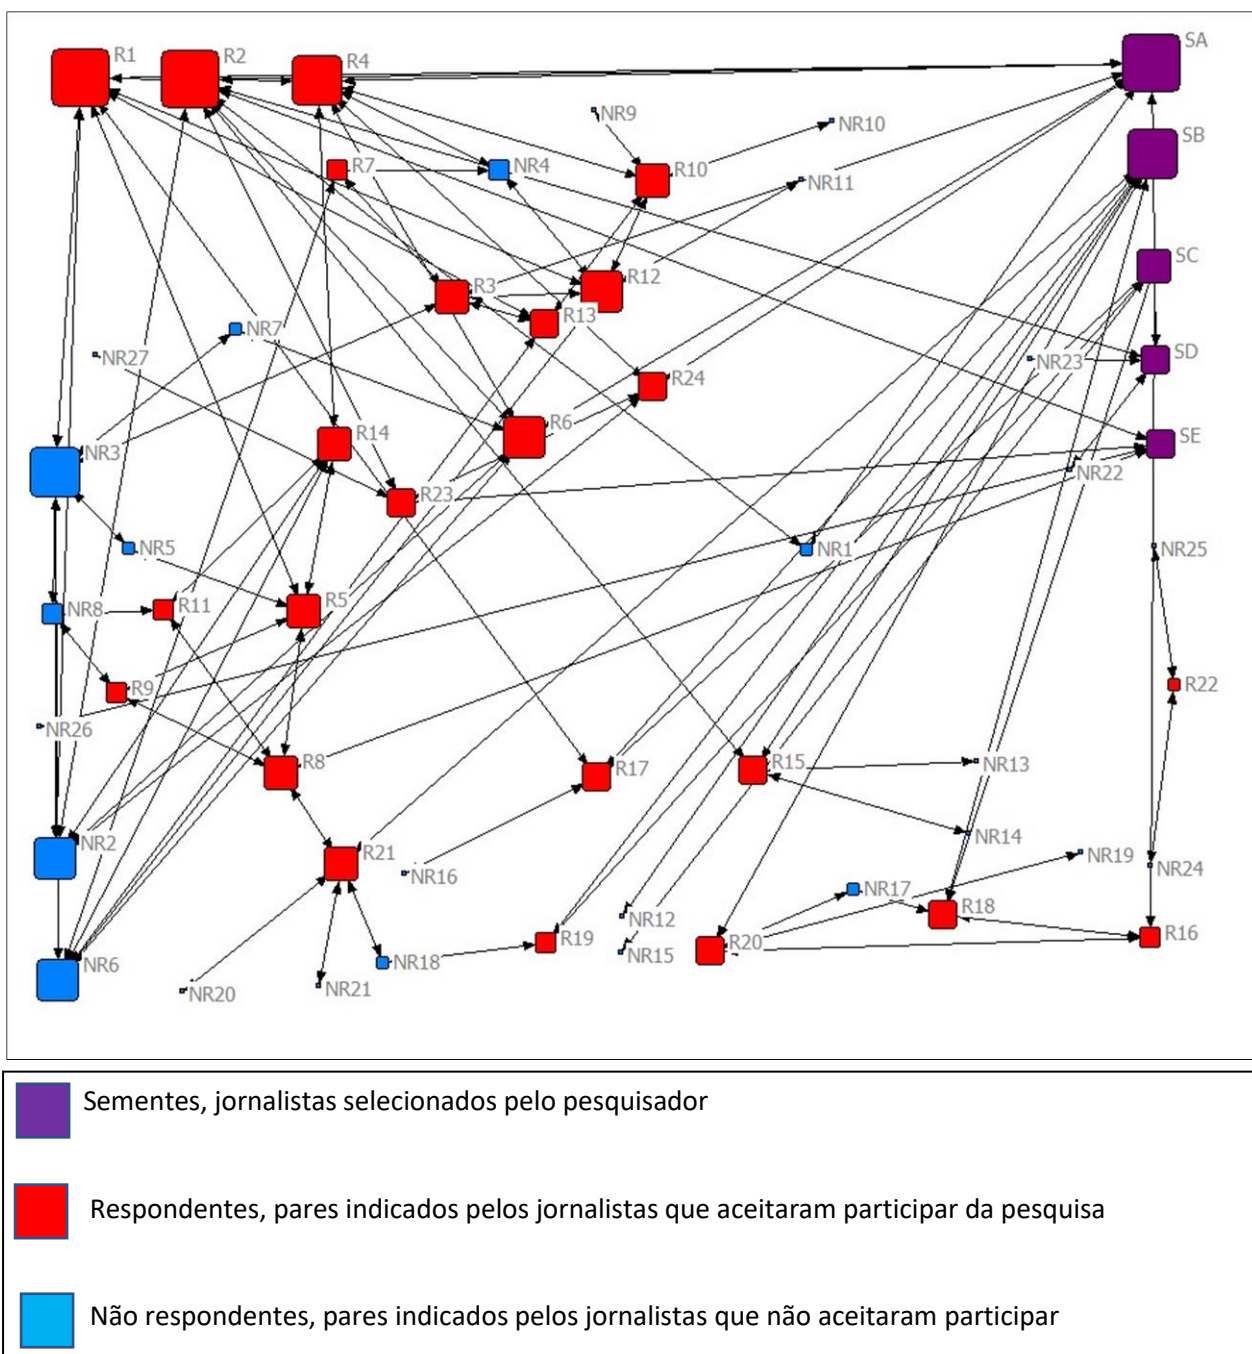 R1
R2
R4
SA
NR9
NR10
SB
R7
NR4
R10
NR11
SC
R3
R12
R13
NR7
NR27
NR23
SD
R24
R6
R14
NR3
SE
R23
NR22
NR5
NR1
NR25
NR8
R11
R5
R9
R22
NR26
R8
R17
R15
NR13
NR2
R21
NR16
NR14
NR19
NR24
NR17
R18
NR12
R16
NR6
NR18
R19
NR15
R20
NR20
NR21
Sementes, jornalistas selecionados pelo pesquisador
Respondentes, pares indicados pelos jornalistas que aceitaram participar da pesquisa
Não respondentes, pares indicados pelos jornalistas que não aceitaram participar